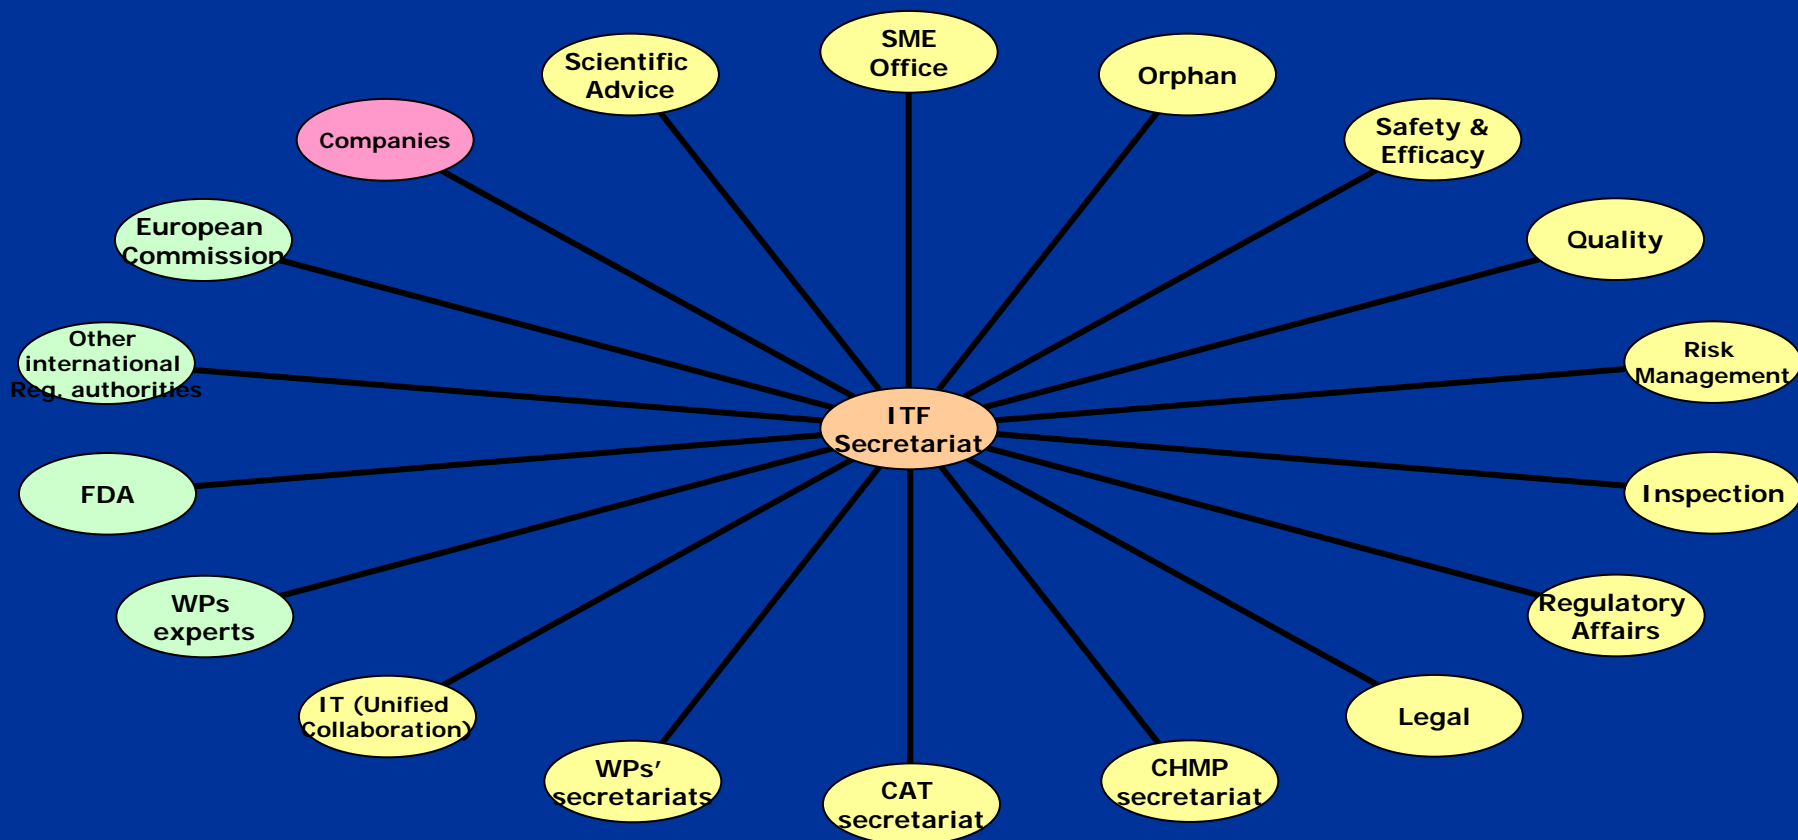 SME
Office
Scientific
Advice
Orphan
Companies
Safety &
Efficacy
European
Commission
Quality
Other
international
Reg. authorities
Risk
Management
ITF
Secretariat
FDA
Inspection
WPs
experts
Regulatory
Affairs
IT (Unified
Collaboration)
Legal
WPs’
secretariats
CAT
secretariat
CHMP
secretariat